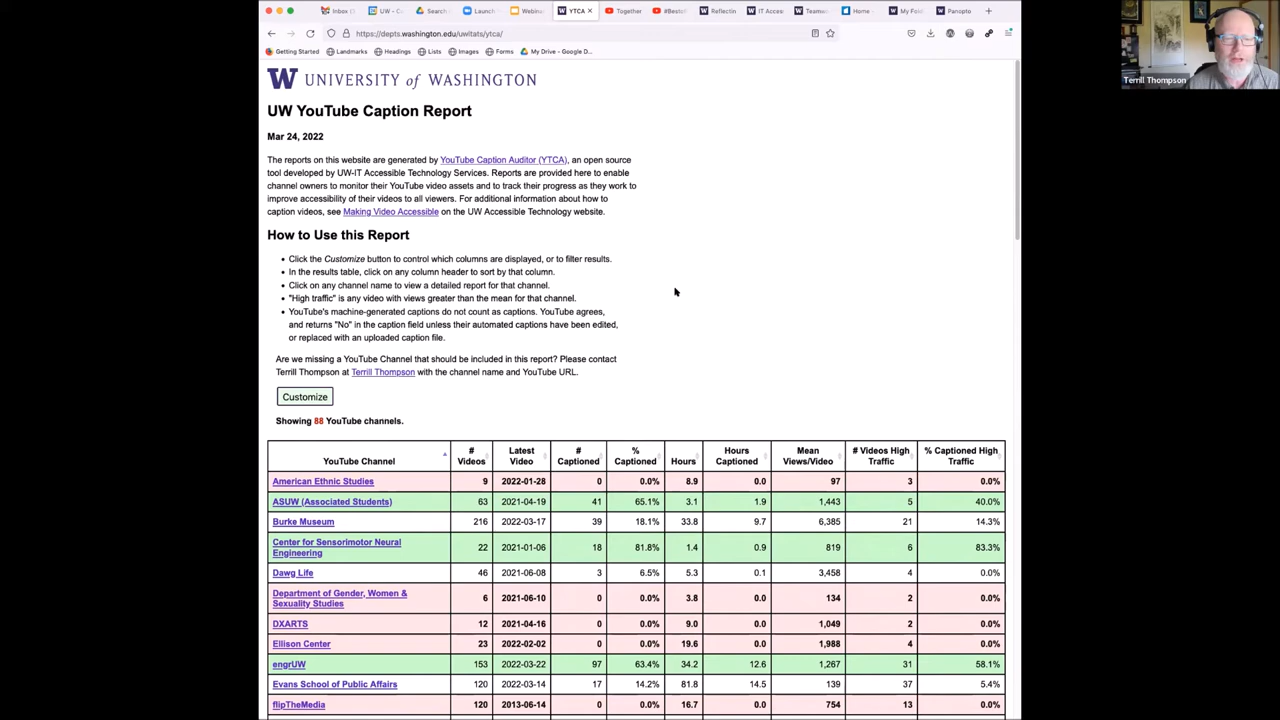 Inbox (
UW - C
Search
Launch
Webina
YTCA
Together
#Besto
Reflectin
IT Acces
Teamw
Home -
My Fold
Panopto
https://depts.washington.edu/uwitats/ytca/
Getting Started Landmarks Headings Lists Images Forms My Drive - Google D...
W UNIVERSITY of WASHINGTON
UW YouTube Caption Report
Mar 24, 2022
The reports on this website are generated by YouTube Caption Auditor (YTCA), an open source
tool developed by UW-IT Accessible Technology Services. Reports are provided here to enable
channel owners to monitor their YouTube video assets and to track their progress as they work to
improve accessibility of their videos to all viewers. For additional information about how to
caption videos, see Making Video Accessible on the UW Accessible Technology website.
How to Use this Report
• Click the Customize button to control which columns are displayed, or to filter results.
• In the results table, click on any column header to sort by that column.
• Click on any channel name to view a detailed report for that channel.
• "High traffic" is any video with views greater than the mean for that channel.
• YouTube's machine-generated captions do not count as captions. YouTube agrees,
and returns "No" in the caption field unless their automated captions have been edited,
or replaced with an uploaded caption file.
Are we missing a YouTube Channel that should be included in this report? Please contact
Terrill Thompson at Terrill Thompson with the channel name and YouTube URL.
Customize
Showing 88 YouTube channels.
YouTube Channel # Videos Latest Video # Captioned % Captioned Hours Hours Captioned Mean Views/Video # Videos High Traffic % Captioned High Traffic
American Ethnic Studies 9 2022-01-28 0 0.0% 8.9 0.0 97 3 0.0%
ASUW (Associated Students) 63 2021-04-19 41 65.1% 3.1 1.9 1,443 5 40.0%
Burke Museum 216 2022-03-17 39 18.1% 33.8 9.7 6,385 21 14.3%
Center for Sensorimotor Neural Engineering 22 2021-01-06 18 81.8% 1.4 0.9 819 6 83.3%
Dawg Life 46 2021-06-08 3 6.5% 5.3 0.1 3,458 4 0.0%
Department of Gender, Women & Sexuality Studies 6 2021-06-10 0 0.0% 3.8 0.0 134 2 0.0%
DXARTS 12 2021-04-16 0 0.0% 9.0 0.0 1,049 2 0.0%
Ellison Center 23 2022-02-02 0 0.0% 19.6 0.0 1,988 4 0.0%
engrUW 153 2022-03-22 97 63.4% 34.2 12.6 1,267 31 58.1%
Evans School of Public Affairs 120 2022-03-14 17 14.2% 81.8 14.5 139 37 5.4%
flipTheMedia 120 2013-06-14 0 0.0% 16.7 0.0 754 13 0.0%
Terrill Thompson